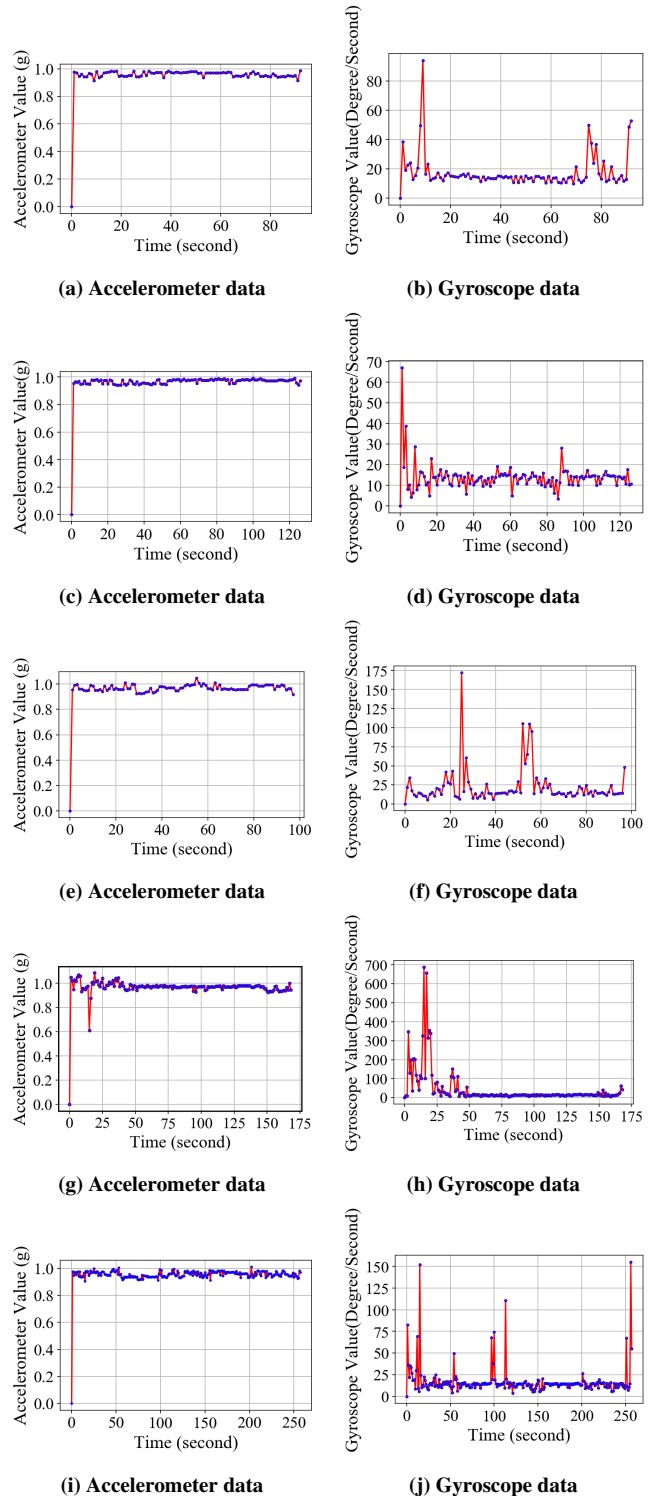 Accelerometer Value (g)
1.0
0.8
0.6
0.4
0.2
0.0
0 20 40 60 80
Time (second)
(a) Accelerometer data
Gyroscope Value(Degree/Second)
80
60
40
20
0
0 20 40 60 80
Time (second)
(b) Gyroscope data
Accelerometer Value(g)
1.0
0.8
0.6
0.4
0.2
0.0
0 20 40 60 80 100 120
Time (second)
(c) Accelerometer data
Gyroscope Value(Degree/Second)
70
60
50
40
30
20
10
0
0 20 40 60 80 100 120
Time (second)
(d) Gyroscope data
Accelerometer Value (g)
1.0
0.8
0.6
0.4
0.2
0.0
0 20 40 60 80 100
Time (second)
(e) Accelerometer data
Gyroscope Value(Degree/Second)
175
150
125
100
75
50
25
0
0 20 40 60 80 100
Time (second)
(f) Gyroscope data
Accelerometer Value (g)
1.0
0.8
0.6
0.4
0.2
0.0
0 25 50 75 100 125 150 175
Time (second)
(g) Accelerometer data
Gyroscope Value(Degree/Second)
700
600
500
400
300
200
100
0
0 25 50 75 100 125 150 175
Time (second)
(h) Gyroscope data
Accelerometer Value (g)
1.0
0.8
0.6
0.4
0.2
0.0
0 50 100 150 200 250
Time (second)
(i) Accelerometer data
Gyroscope Value(Degree/Second)
150
125
100
75
50
25
0
0 50 100 150 200 250
Time (second)
(j) Gyroscope data